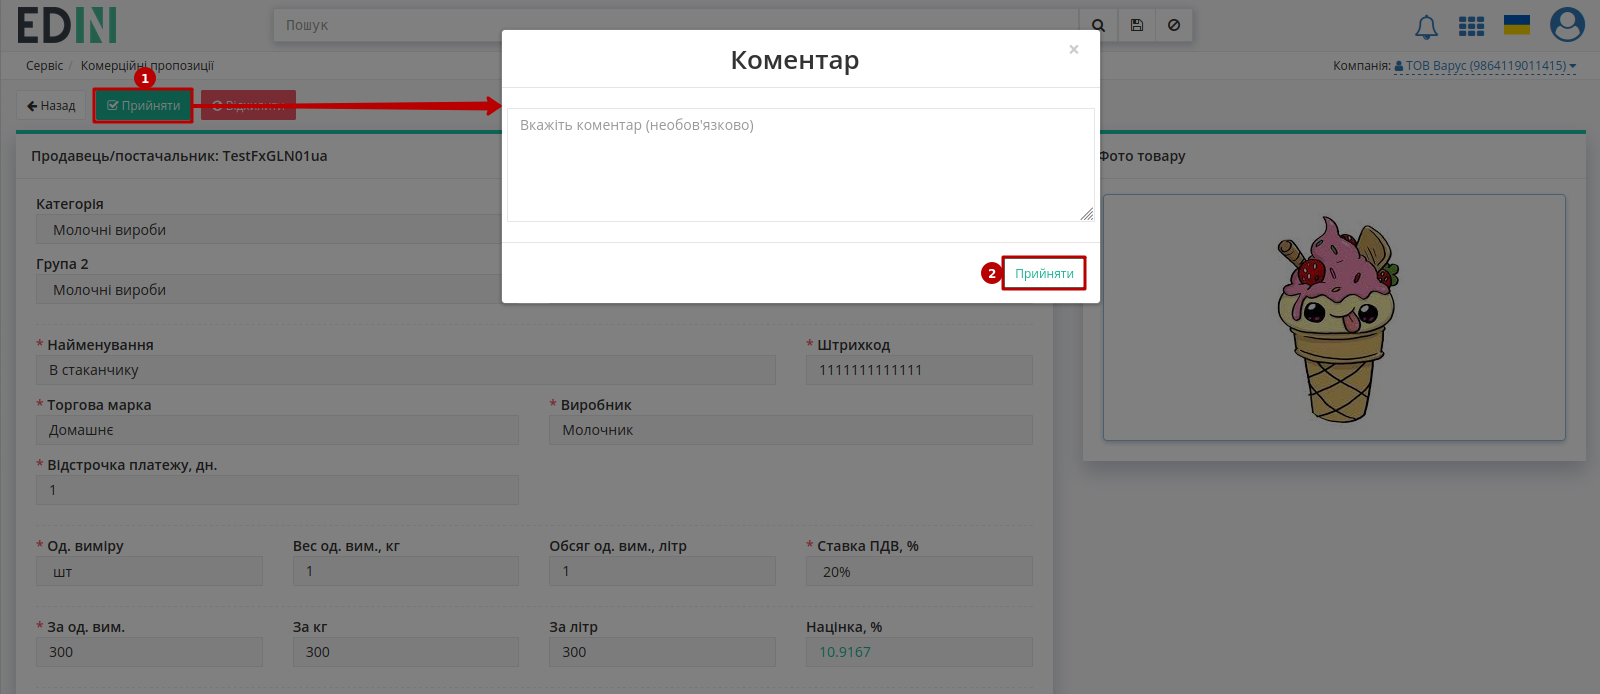 EDIN
Пошук
Сервіс / Комерційні пропозиції
Компанія: ТОВ Варус (9864119011415)
1
Назад
Прийняти
Відхилити
Коментар
×
Вкажіть коментар (необов'язково)
2
Прийняти
Продавець/постачальник: TestFxGLN01ua
Фото товару
Категорія
Молочні вироби
Група 2
Молочні вироби
* Найменування
* Штрихкод
В стаканчику
1111111111111
* Торгова марка
* Виробник
Домашнє
Молочник
* Відстрочка платежу, дн.
1
* Од. виміру
Вес од. вим., кг
Обсяг од. вим., літр
* Ставка ПДВ, %
шт
1
1
20%
* За од. вим.
За кг
За літр
Націнка, %
300
300
300
10.9167